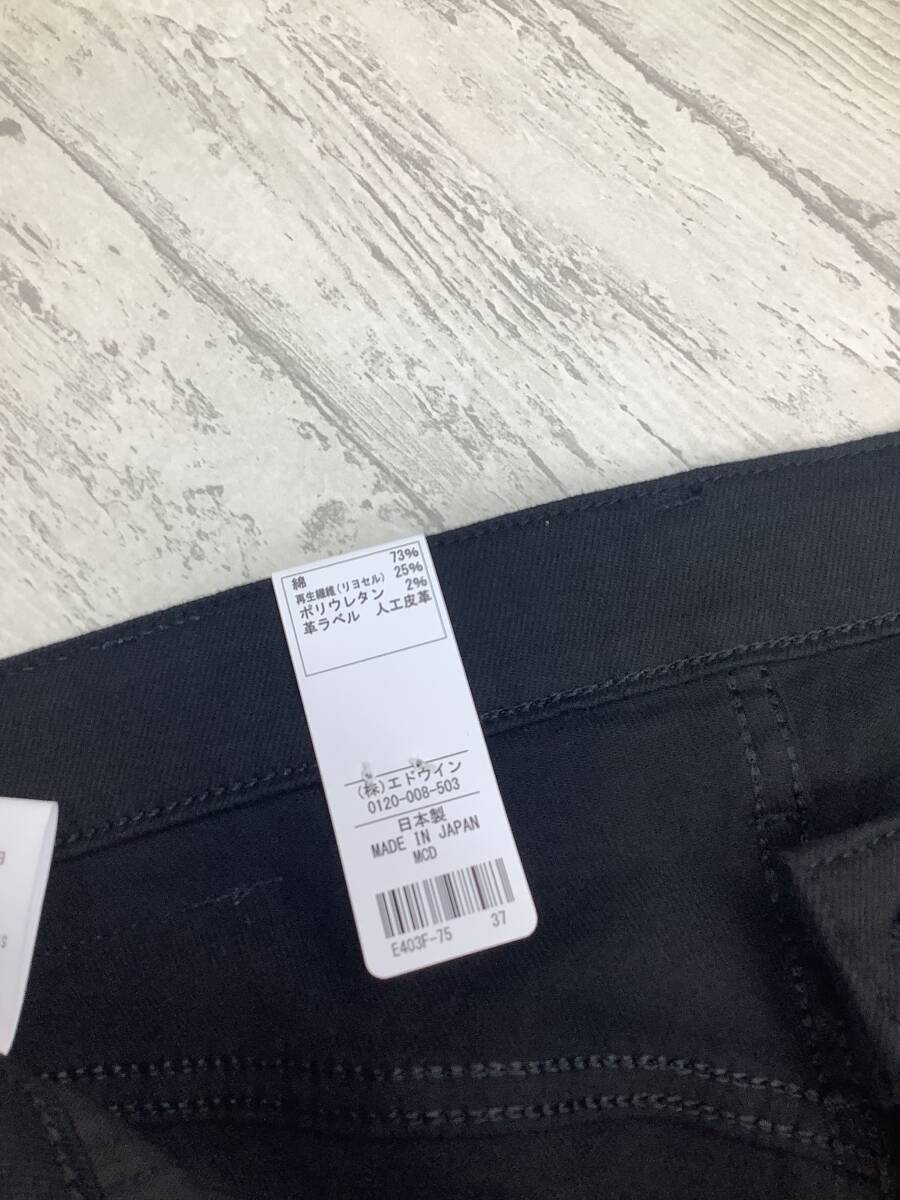 綿 73%
再生繊維(リヨセル) 25%
ポリウレタン 2%
革ラベル 人工皮革
(株)エドウイン
0120-008-503
日本製
MADE IN JAPAN
MCD
E403F-75 37